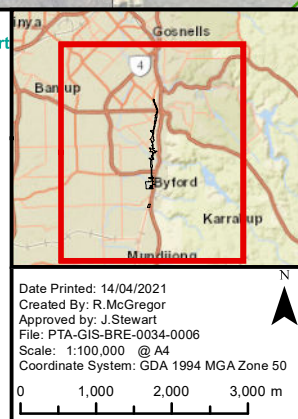 rt
Gosnells
4
Byford
Mundijong
Date Printed: 14/04/2021
Created By: R.McGregor
Approved by: J.Stewart
File: PTA-GIS-BRE-0034-0006
Scale: 1:100,000 @ A4
Coordinate System: GDA 1994 MGA Zone 50
N
0 1,000 2,000 3,000 m